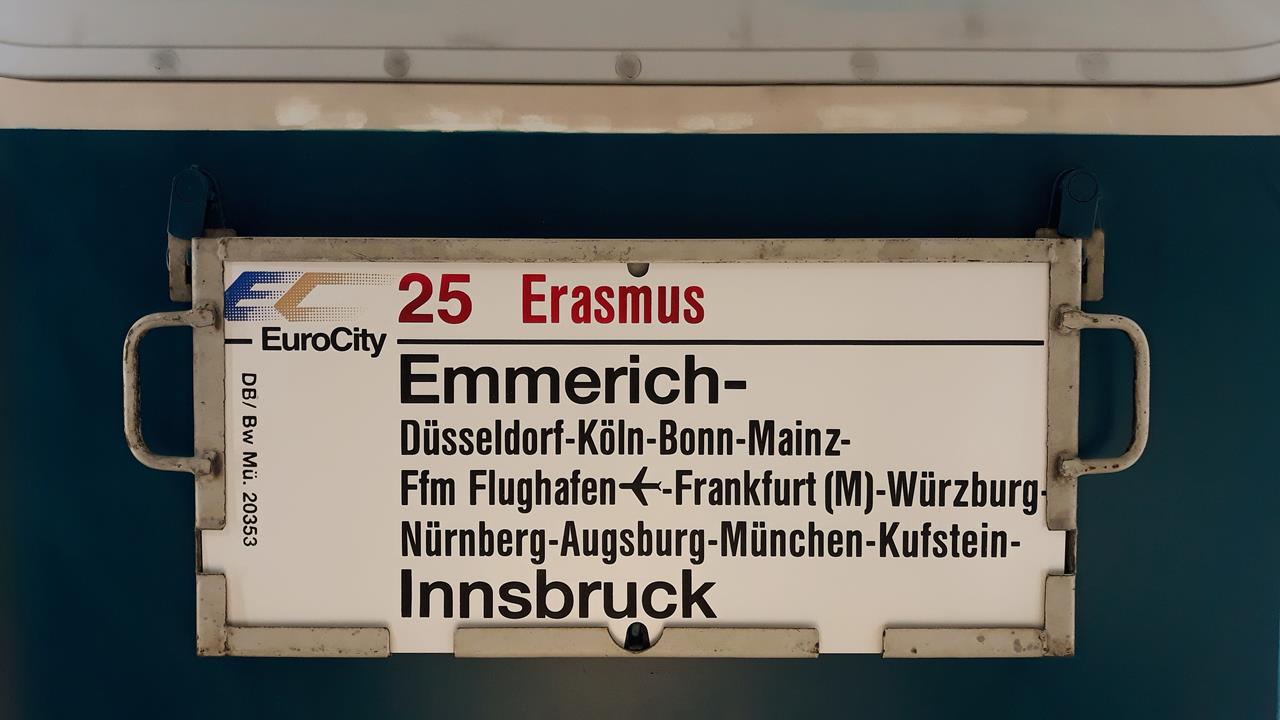 EC 25 Erasmus
EuroCity
Emmerich-
Düsseldorf-Köln-Bonn-Mainz-
Ffm Flughafen✈-Frankfurt (M)-Würzburg-
Nürnberg-Augsburg-München-Kufstein-
Innsbruck
DB/ Bw Mü. 20353